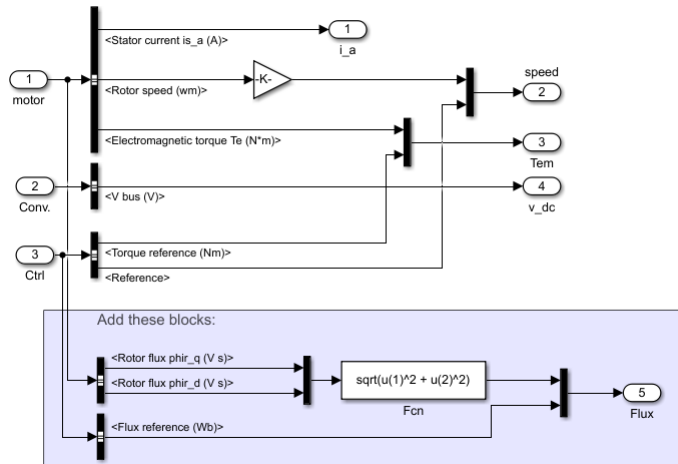 <Stator current is_a (A)>
1
i_a
1
motor
-K-
<Rotor speed (wm)>
speed
2
<Electromagnetic torque Te (N*m)>
3
Tem
2
Conv.
<V bus (V)>
4
v_dc
3
Ctrl
<Torque reference (Nm)>
<Reference>
Add these blocks:
<Rotor flux phir_q (V s)>
<Rotor flux phir_d (V s)>
sqrt(u(1)^2 + u(2)^2)
Fcn
5
Flux
<Flux reference (Wb)>